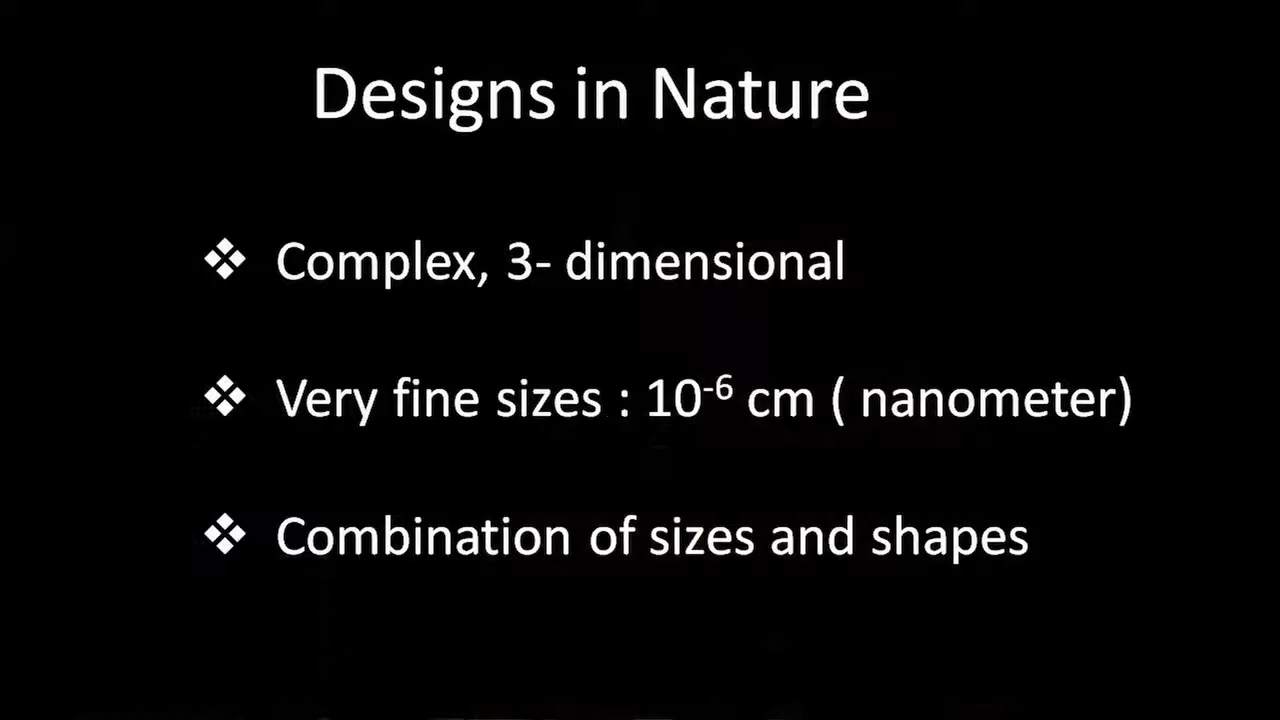 Designs in Nature
❖ Complex, 3- dimensional
❖ Very fine sizes : 10⁻⁶ cm ( nanometer)
❖ Combination of sizes and shapes